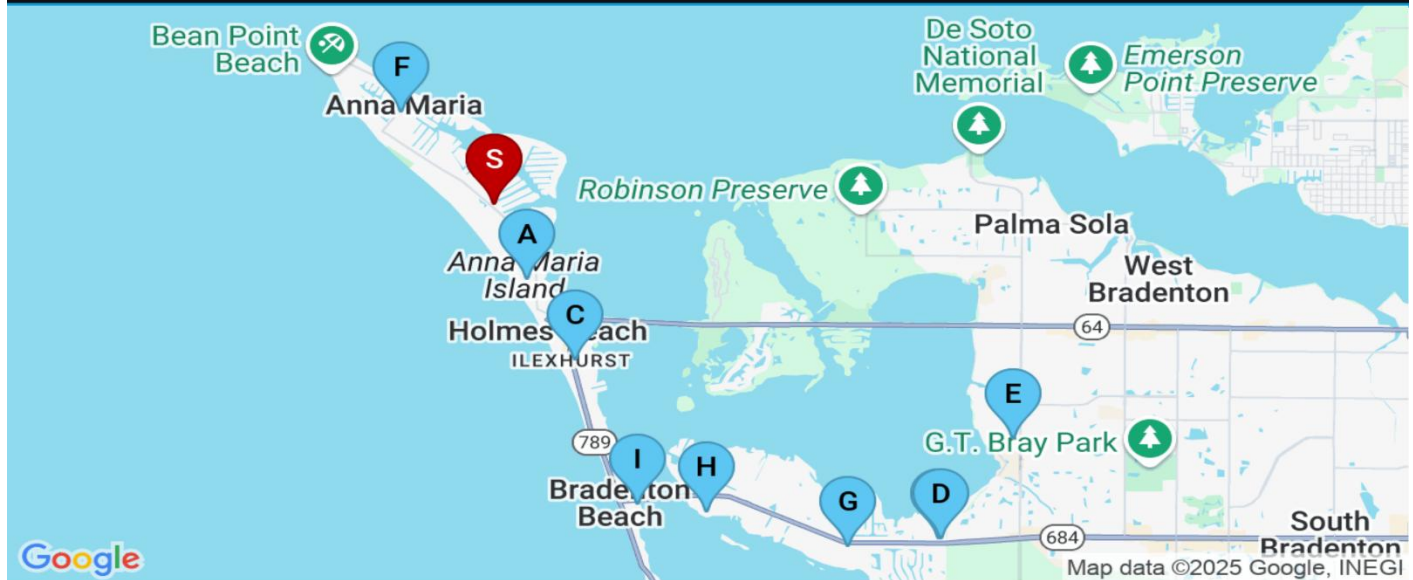 Bean Point
Beach
F
Anna Maria
S
De Soto
National
Memorial
Emerson
Point Preserve
Robinson Preserve
Palma Sola
A
Anna Maria
Island
West
Bradenton
C
Holmes Beach
ILEXHURST
64
E
G.T. Bray Park
789
I
H
Bradenton
Beach
G
D
684
South
Bradenton
Google
Map data ©2025 Google, INEGI